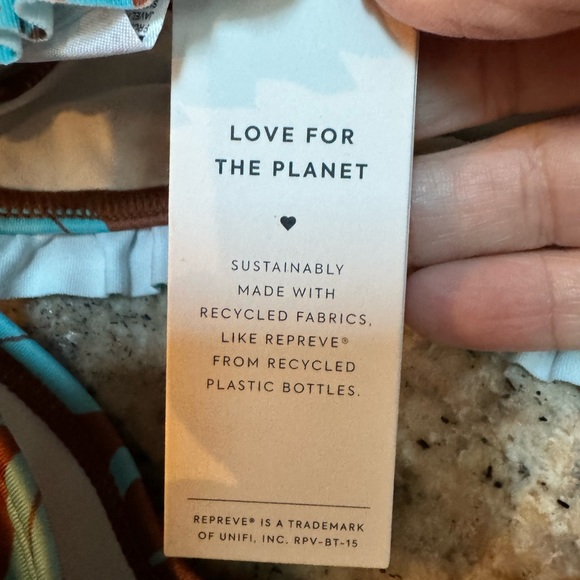 LOVE FOR
THE PLANET
SUSTAINABLY
MADE WITH
RECYCLED FABRICS,
LIKE REPREVE®
FROM RECYCLED
PLASTIC BOTTLES.
REPREVE® IS A TRADEMARK
OF UNIFI, INC. RPV-BT-15